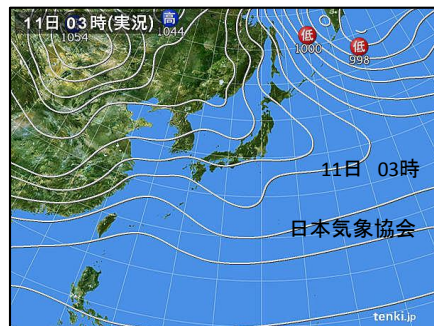 11日 03時(実況)
高
1054
1044
低
1000
低
998
11日 03時
日本気象協会
tenki.jp